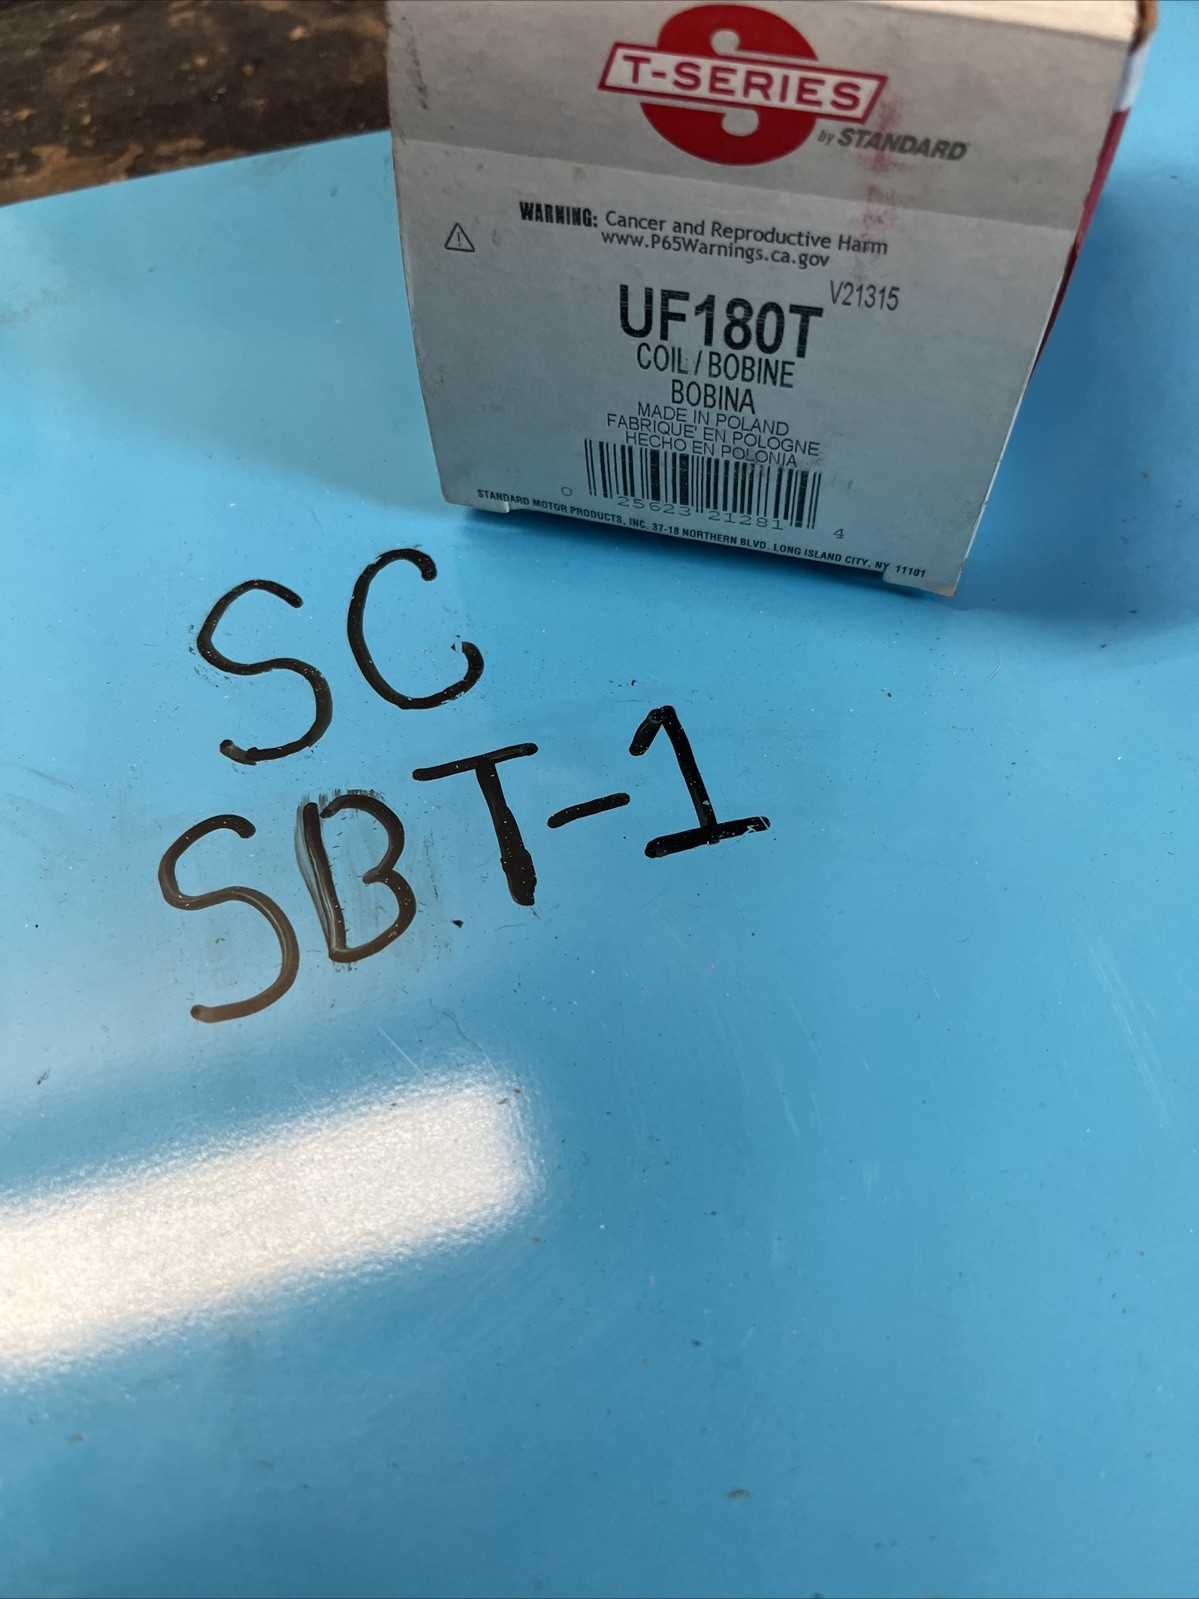 T-SERIES
by STANDARD
WARNING: Cancer and Reproductive Harm
www.P65Warnings.ca.gov
V21315
UF180T
COIL / BOBINE
BOBINA
MADE IN POLAND
FABRIQUE' EN POLOGNE
HECHO EN POLONIA
0 25623 21281 4
STANDARD MOTOR PRODUCTS, INC. 37-18 NORTHERN BLVD. LONG ISLAND CITY, NY 11101
SC
SBT-1